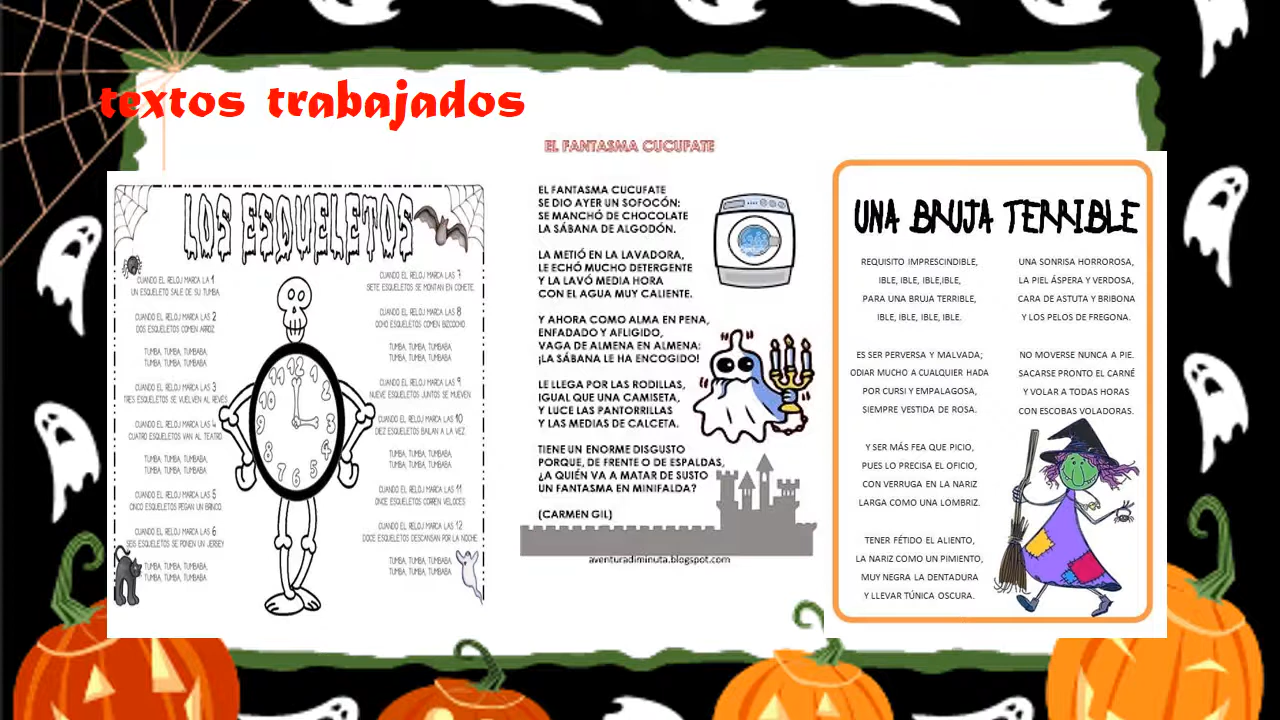 textos trabajados
LOS ESQUELETOS
CUANDO EL RELOJ MARCA LA 1
UN ESQUELETO SALE DE SU TUMBA.
CUANDO EL RELOJ MARCA LAS 2
DOS ESQUELETOS COMEN ARROZ
TUMBA, TUMBA, TUMBABA,
TUMBA, TUMBA, TUMBABA.
CUANDO EL RELOJ MARCA LAS 3
TRES ESQUELETOS SE VUELVEN AL REVÉS
CUANDO EL RELOJ MARCA LAS 4
CUATRO ESQUELETOS VAN AL TEATRO
TUMBA, TUMBA, TUMBABA,
TUMBA, TUMBA, TUMBABA.
CUANDO EL RELOJ MARCA LAS 5
ONCO ESQUELETOS PEGAN UN BRINCO.
CUANDO EL RELOJ MARCA LAS 6
SEIS ESQUELETOS SE PONEN UN JERSEY
TUMBA, TUMBA, TUMBABA,
TUMBA, TUMBA, TUMBABA
12
1
2
3
4
5
6
7
8
9
10
11
CUANDO EL RELOJ MARCA LAS 7
SIETE ESQUELETOS SE MONTAN EN COHETE.
CUANDO EL RELOJ MARCA LAS 8
OCHO ESQUELETOS COMEN BIZCOCHO
TUMBA, TUMBA, TUMBABA
TUMBA, TUMBA, TUMBABA.
CUANDO EL RELOJ MARCA LAS 9
NUEVE ESQUELETOS JUNTOS SE MUEVEN
CUANDO EL RELOJ MARCA LAS 10
DIEZ ESQUELETOS BAILAN A LA VEZ.
TUMBA, TUMBA, TUMBABA
TUMBA, TUMBA, TUMBABA.
CUANDO EL RELOJ MARCA LAS 11
ONCE ESQUELETOS CORREN VELOCES
CUANDO EL RELOJ MARCA LAS 12
DOCE ESQUELETOS DESCANSAN POR LA NOCHE
TUMBA, TUMBA, TUMBABA
TUMBA, TUMBA, TUMBABA.
EL FANTASMA CUCUFATE
EL FANTASMA CUCUFATE
SE DIO AYER UN SOFOCÓN:
SE MANCHÓ DE CHOCOLATE
LA SÁBANA DE ALGODÓN.
LA METIÓ EN LA LAVADORA,
LE ECHÓ MUCHO DETERGENTE
Y LA LAVÓ MEDIA HORA
CON EL AGUA MUY CALIENTE.
Y AHORA COMO ALMA EN PENA,
ENFADADO Y AFLIGIDO,
VAGA DE ALMENA EN ALMENA:
¡LA SÁBANA LE HA ENCOGIDO!
LE LLEGA POR LAS RODILLAS,
IGUAL QUE UNA CAMISETA,
Y LUCE LAS PANTORRILLAS
Y LAS MEDIAS DE CALCETA.
TIENE UN ENORME DISGUSTO
PORQUE, DE FRENTE O DE ESPALDAS,
¿A QUIÉN VA A MATAR DE SUSTO
UN FANTASMA EN MINIFALDA?
(CARMEN GIL)
aventuradiminuta.blogspot.com
UNA BRUJA TERRIBLE
REQUISITO IMPRESCINDIBLE,
IBLE, IBLE, IBLE,IBLE,
PARA UNA BRUJA TERRIBLE,
IBLE, IBLE, IBLE, IBLE.
ES SER PERVERSA Y MALVADA;
ODIAR MUCHO A CUALQUIER HADA
POR CURSI Y EMPALAGOSA,
SIEMPRE VESTIDA DE ROSA.
Y SER MÁS FEA QUE PICIO,
PUES LO PRECISA EL OFICIO,
CON VERRUGA EN LA NARIZ
LARGA COMO UNA LOMBRIZ.
TENER FÉTIDO EL ALIENTO,
LA NARIZ COMO UN PIMIENTO,
MUY NEGRA LA DENTADURA
Y LLEVAR TÚNICA OSCURA.
UNA SONRISA HORROROSA,
LA PIEL ÁSPERA Y VERDOSA,
CARA DE ASTUTA Y BRIBONA
Y LOS PELOS DE FREGONA.
NO MOVERSE NUNCA A PIE.
SACARSE PRONTO EL CARNÉ
Y VOLAR A TODAS HORAS
CON ESCOBAS VOLADORAS.